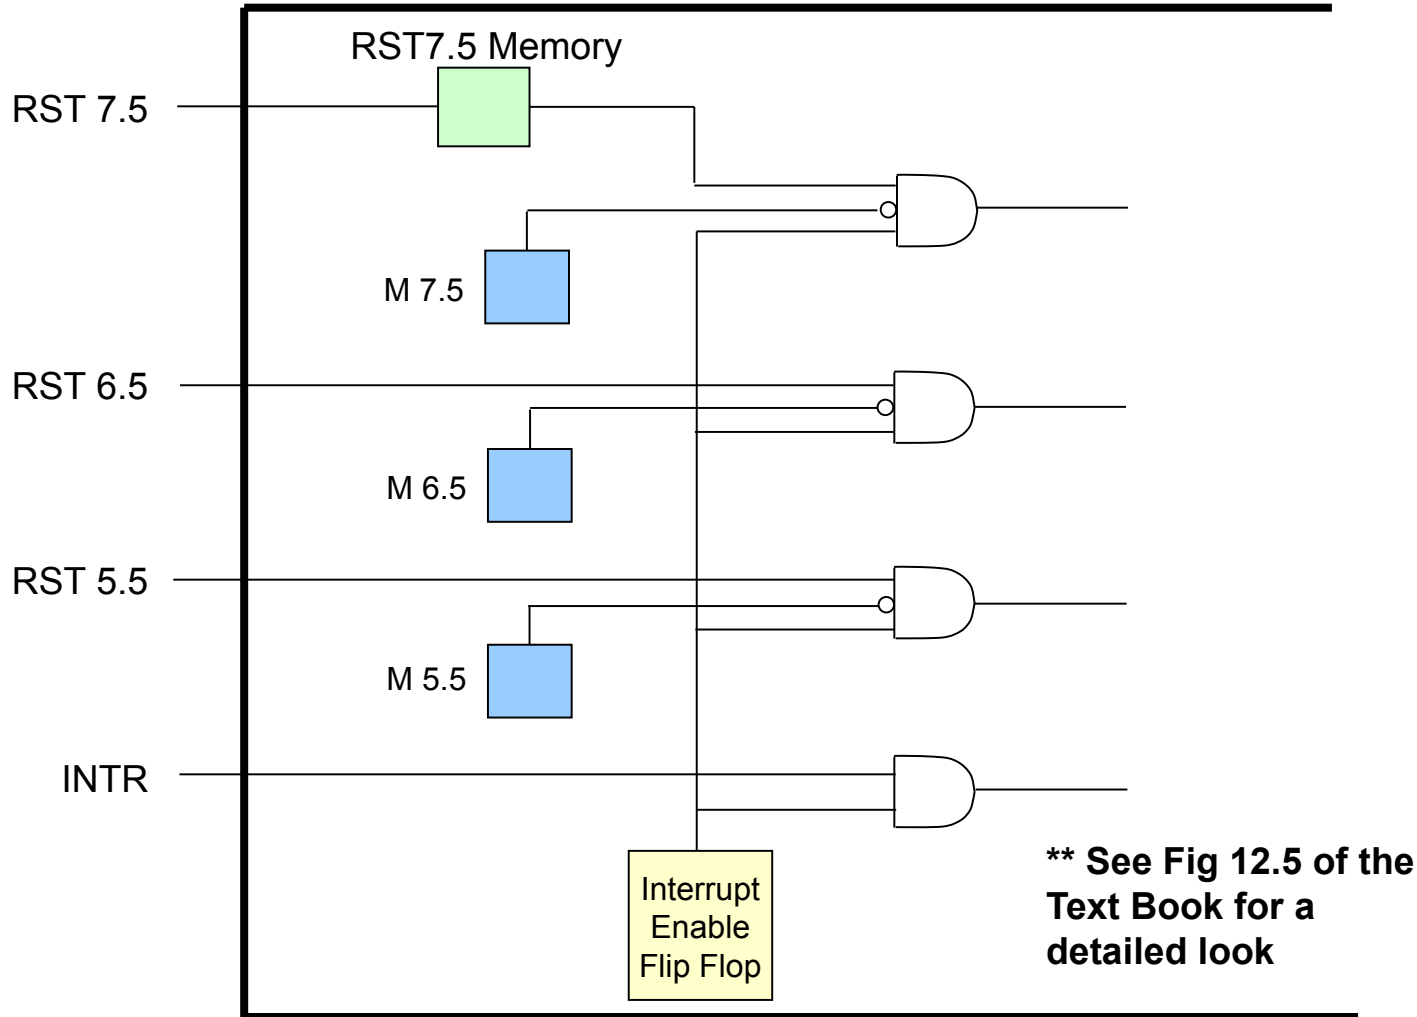 RST7.5 Memory
RST 7.5
M 7.5
RST 6.5
M 6.5
RST 5.5
M 5.5
INTR
Interrupt
Enable
Flip Flop
** See Fig 12.5 of the
Text Book for a
detailed look